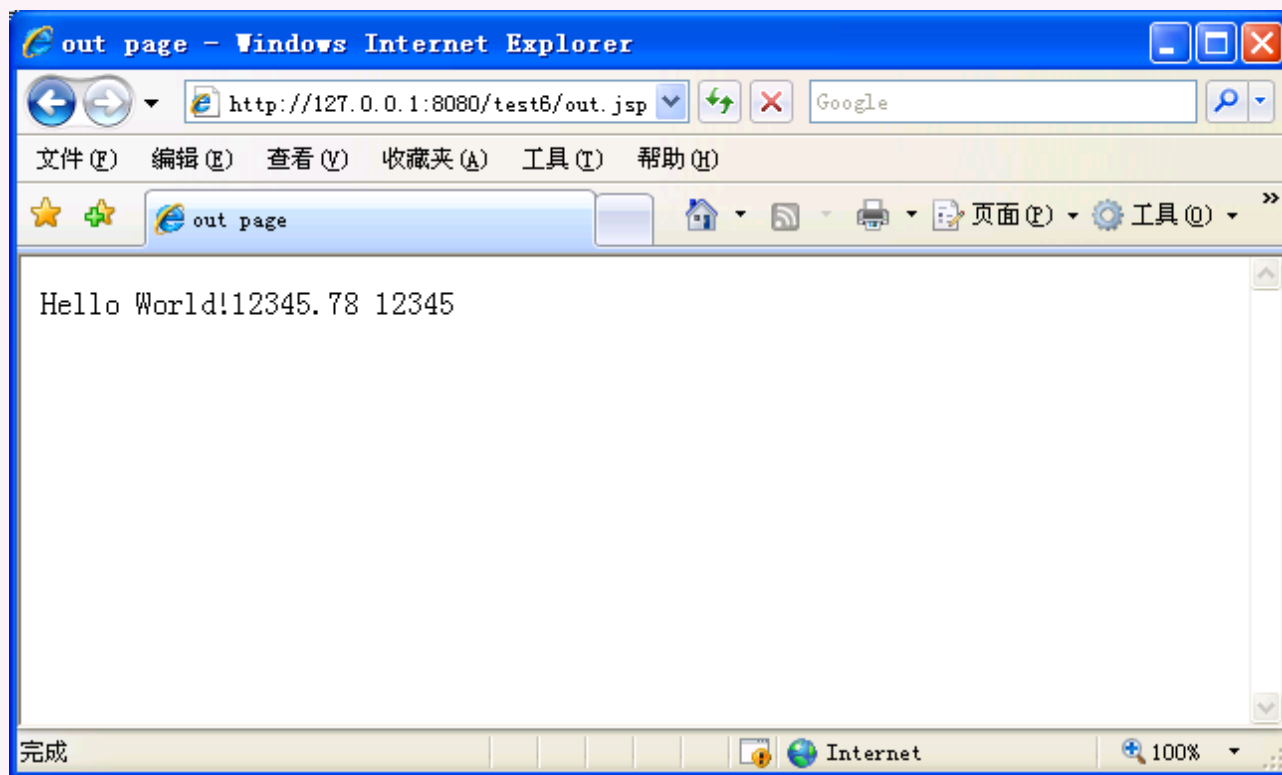 out page - Windows Internet Explorer
http://127.0.0.1:8080/test6/out.jsp Google
文件(F) 编辑(E) 查看(V) 收藏夹(A) 工具(T) 帮助(H)
out page 页面(P) 工具(O) »
Hello World!12345.78 12345
完成 Internet 100%